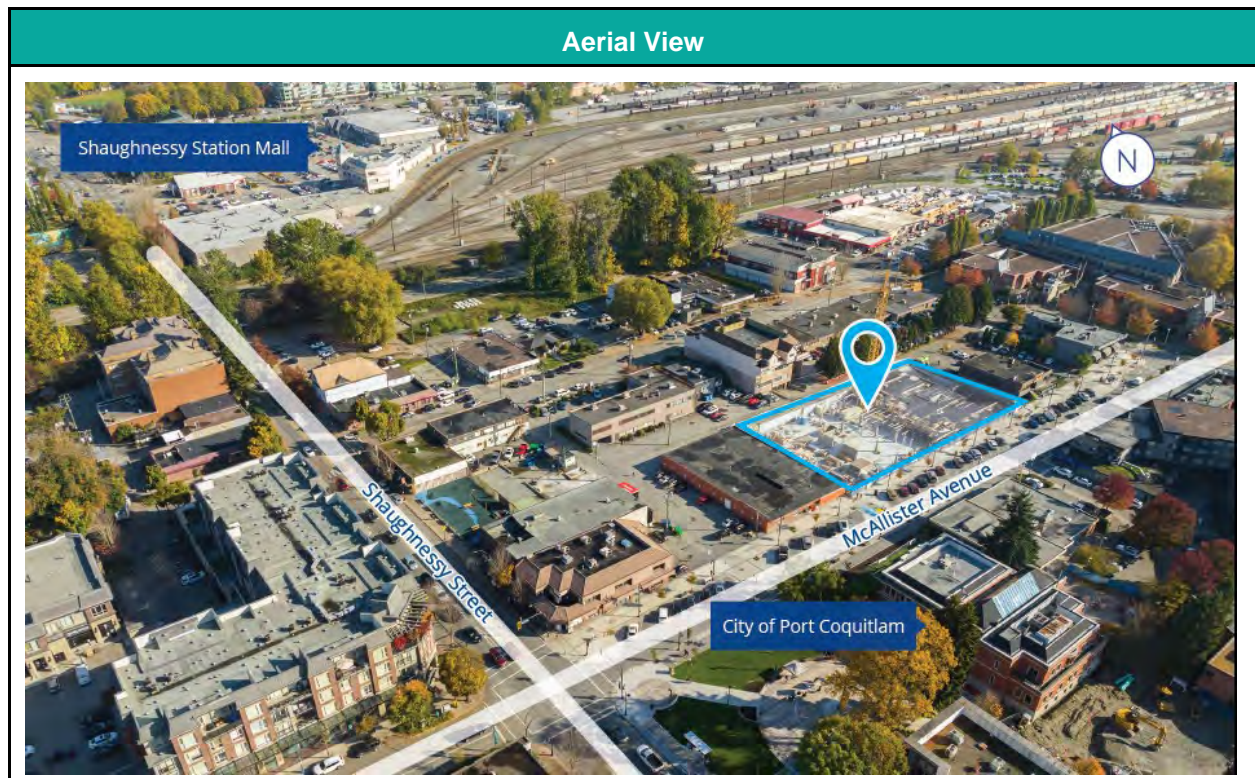 Aerial View
Shaughnessy Station Mall
N
Shaughnessy Street
McAllister Avenue
City of Port Coquitlam